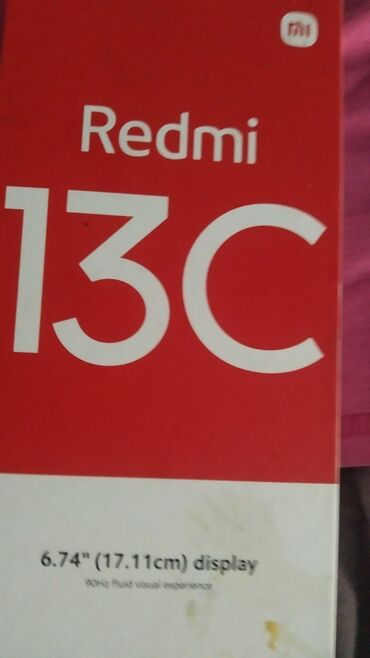 mi
Redmi
13C
6.74" (17.11cm) display
90Hz fluid visual experience